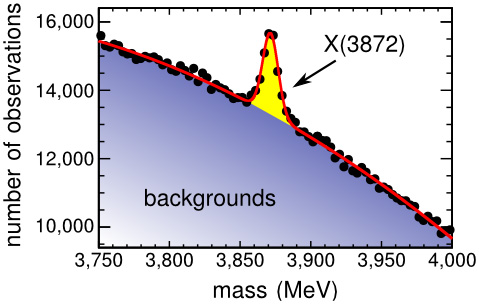 number of observations
16,000
14,000
12,000
10,000
X(3872)
backgrounds
3,750 3,800 3,850 3,900 3,950 4,000
mass (MeV)